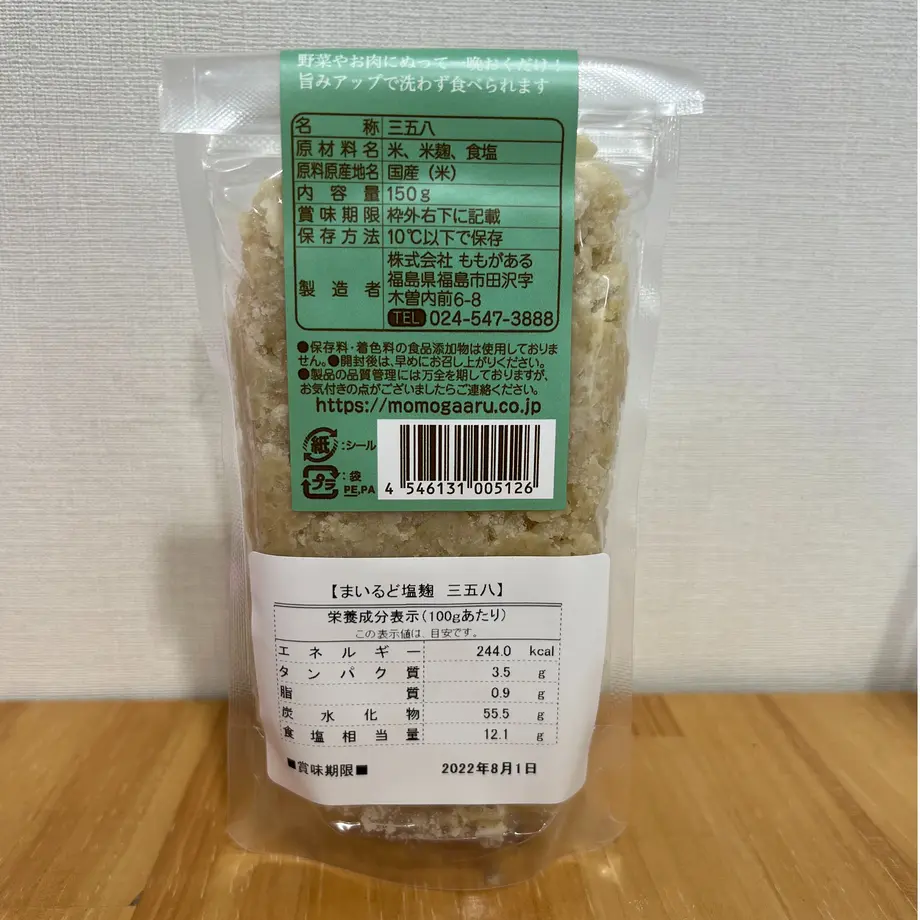 野菜やお肉にぬって一晩おくだけ!
旨みアップで洗わず食べられます
名称 三五八
原材料名 米、米麹、食塩
原料原産地名 国産(米)
内容量 150g
賞味期限 枠外右下に記載
保存方法 10℃以下で保存
製造者 株式会社 ももがある
福島県福島市田沢字
木曽内前6-8
TEL 024-547-3888
●保存料・着色料の食品添加物は使用しておりま
せん。●開封後は、早めにお召し上がりください。
●製品の品質管理には万全を期しておりますが、
お気付きの点がございましたらご連絡ください。
https://momogaaru.co.jp
紙:シール
プラ:袋
PE,PA
4 546131 005126
【まいるど塩麹 三五八】
栄養成分表示(100gあたり)
この表示値は、目安です。
エネルギー 244.0 kcal
タンパク質 3.5 g
脂質 0.9 g
炭水化物 55.5 g
食塩相当量 12.1 g
■賞味期限■ 2022年8月1日